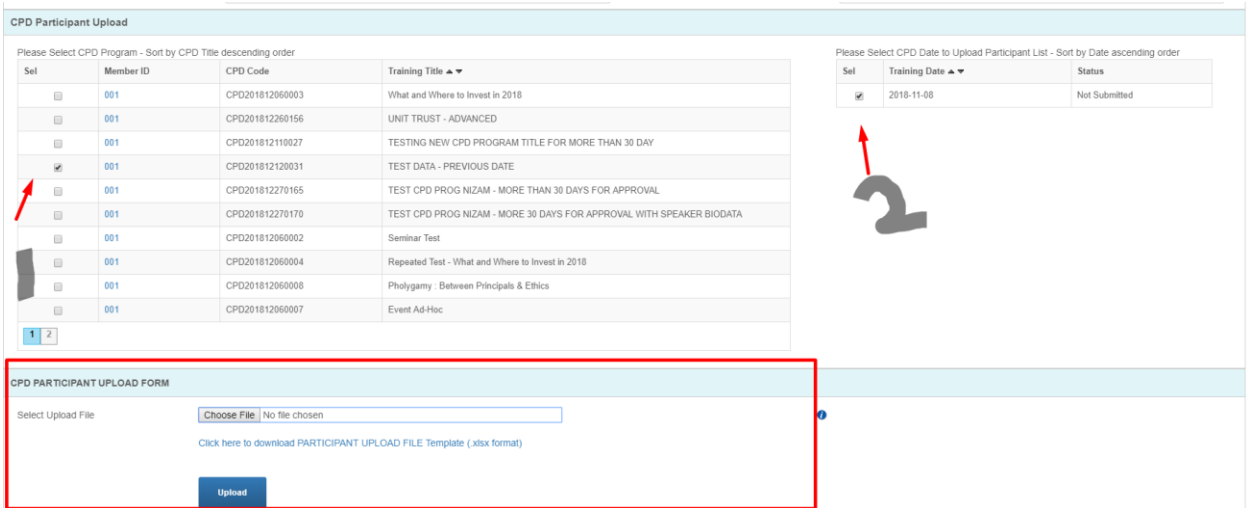 CPD Participant Upload
Please Select CPD Program - Sort by CPD Title descending order
Sel Member ID CPD Code Training Title
001 CPD201812060003 What and Where to Invest in 2018
001 CPD201812260156 UNIT TRUST - ADVANCED
001 CPD201812110027 TESTING NEW CPD PROGRAM TITLE FOR MORE THAN 30 DAY
001 CPD201812120031 TEST DATA - PREVIOUS DATE
001 CPD201812270165 TEST CPD PROG NIZAM - MORE THAN 30 DAYS FOR APPROVAL
001 CPD201812270170 TEST CPD PROG NIZAM - MORE 30 DAYS FOR APPROVAL WITH SPEAKER BIODATA
001 CPD201812060002 Seminar Test
001 CPD201812060004 Repeated Test - What and Where to Invest in 2018
001 CPD201812060008 Pholygamy : Between Principals & Ethics
001 CPD201812060007 Event Ad-Hoc
1 2
1
Please Select CPD Date to Upload Participant List - Sort by Date ascending order
Sel Training Date Status
2018-11-08 Not Submitted
2
CPD PARTICIPANT UPLOAD FORM
Select Upload File Choose File No file chosen
Click here to download PARTICIPANT UPLOAD FILE Template (.xlsx format)
Upload